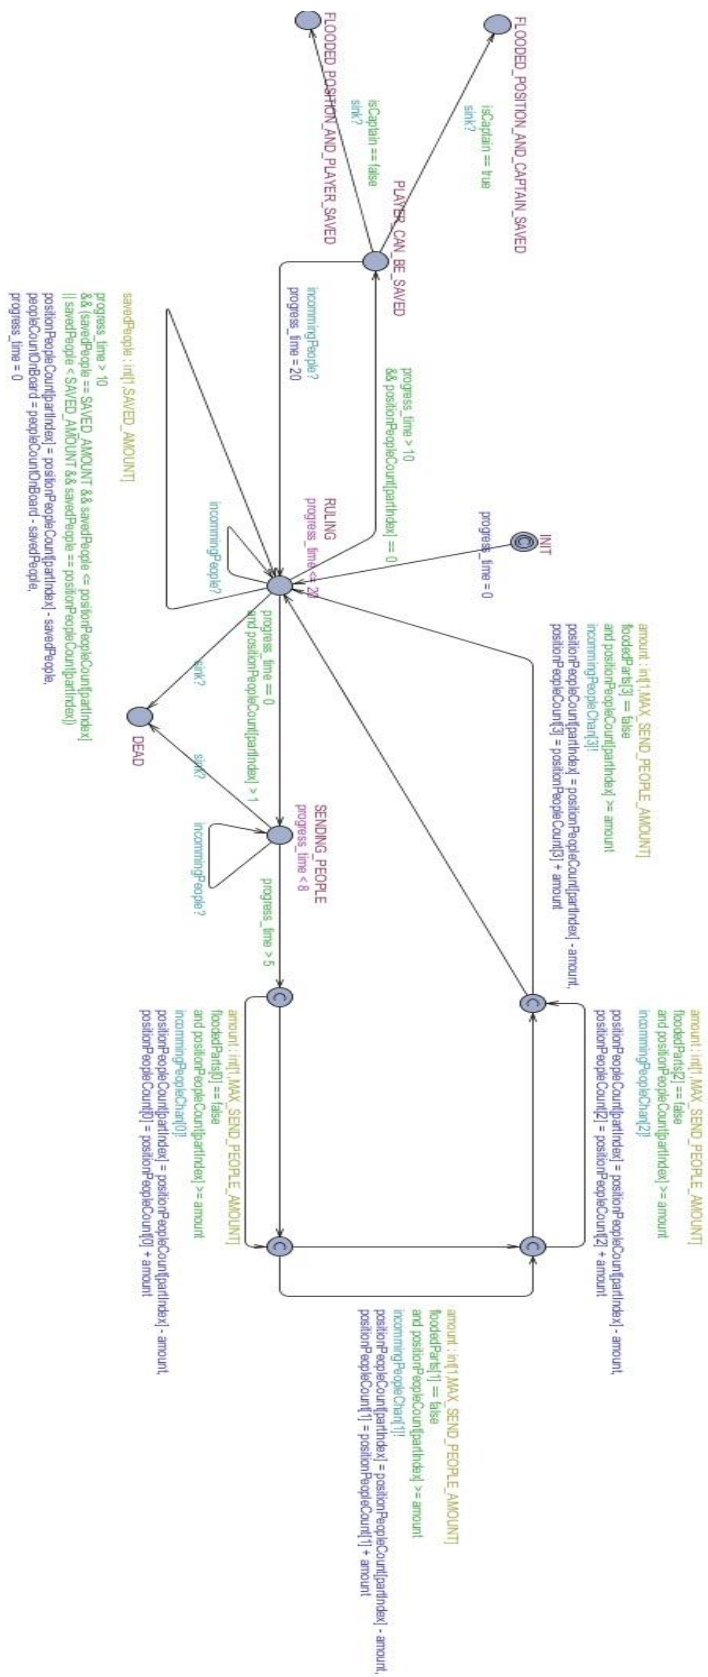 FLOODED_POSITION_AND_PLAYER_SAVED
isCaptain == false
sink?
FLOODED_POSITION_AND_CAPTAIN_SAVED
isCaptain == true
sink?
PLAYER_CAN_BE_SAVED
incommingPeople?
progress_time = 20
progress_time > 10
&& positionPeopleCount[partIndex] == 0
INIT
progress_time = 0
RULING
progress_time <= 20
incommingPeople?
savedPeople : int[1,SAVED_AMOUNT]
progress_time > 10
&& (savedPeople == SAVED_AMOUNT && savedPeople <= positionPeopleCount[partIndex]
|| savedPeople < SAVED_AMOUNT && savedPeople == positionPeopleCount[partIndex])
positionPeopleCount[partIndex] = positionPeopleCount[partIndex] - savedPeople,
peopleCountOnBoard = peopleCountOnBoard - savedPeople,
progress_time = 0
progress_time == 0
and positionPeopleCount[partIndex] > 1
sink?
DEAD
sink?
SENDING_PEOPLE
progress_time < 8
incommingPeople?
progress_time > 5
amount : int[1,MAX_SEND_PEOPLE_AMOUNT]
floodedParts[0] == false
and positionPeopleCount[partIndex] >= amount
incommingPeopleChan[0]!
positionPeopleCount[partIndex] = positionPeopleCount[partIndex] - amount,
positionPeopleCount[0] = positionPeopleCount[0] + amount
amount : int[1,MAX_SEND_PEOPLE_AMOUNT]
floodedParts[1] == false
and positionPeopleCount[partIndex] >= amount
incommingPeopleChan[1]!
positionPeopleCount[partIndex] = positionPeopleCount[partIndex] - amount,
positionPeopleCount[1] = positionPeopleCount[1] + amount
amount : int[1,MAX_SEND_PEOPLE_AMOUNT]
floodedParts[2] == false
and positionPeopleCount[partIndex] >= amount
incommingPeopleChan[2]!
positionPeopleCount[partIndex] = positionPeopleCount[partIndex] - amount,
positionPeopleCount[2] = positionPeopleCount[2] + amount
amount : int[1,MAX_SEND_PEOPLE_AMOUNT]
floodedParts[3] == false
and positionPeopleCount[partIndex] >= amount
incommingPeopleChan[3]!
positionPeopleCount[partIndex] = positionPeopleCount[partIndex] - amount,
positionPeopleCount[3] = positionPeopleCount[3] + amount
C
C
C
C
C